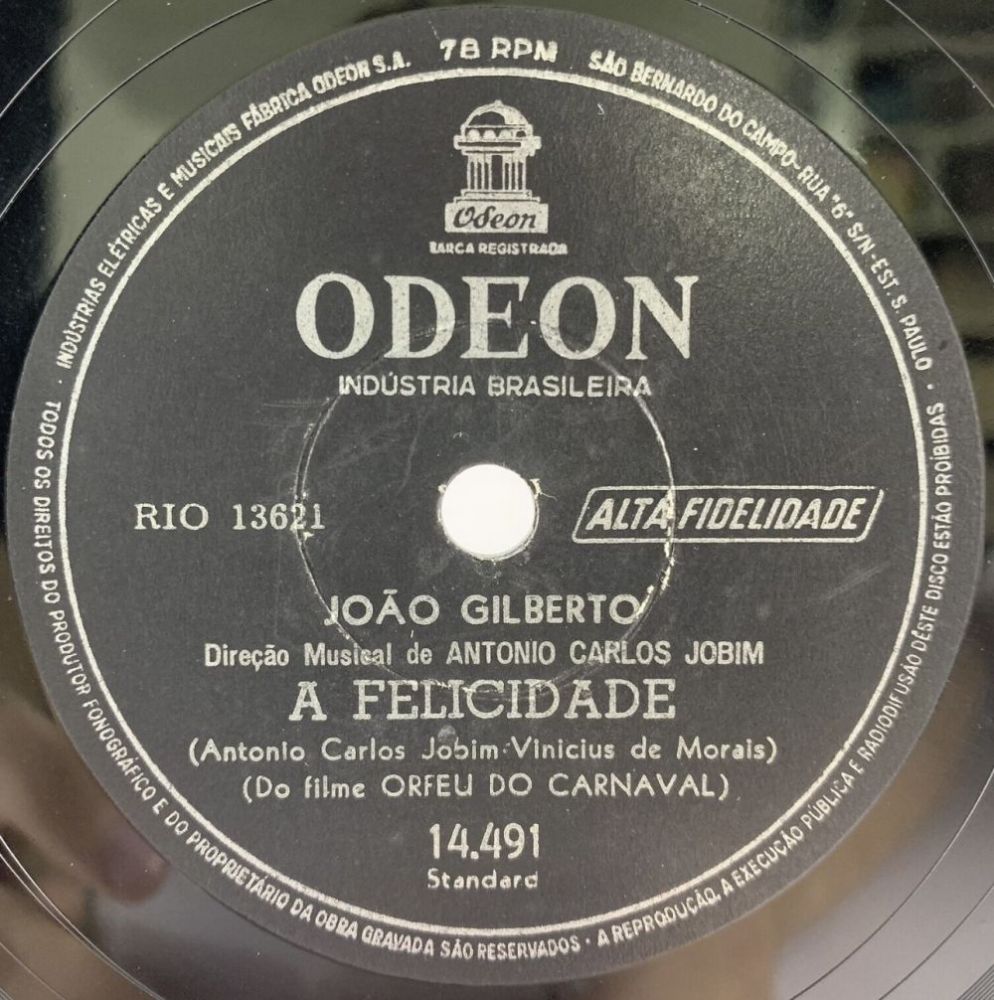 INDÚSTRIAS ELÉTRICAS E MUSICAIS FÁBRICA ODEON S.A. 78 RPM SÃO BERNARDO DO CAMPO-RUA "6" S/N-EST. S. PAULO ·
Odeon
MARCA REGISTRADA
ODEON
INDÚSTRIA BRASILEIRA
RIO 13621
ALTA FIDELIDADE
JOÃO GILBERTO
Direção Musical de ANTONIO CARLOS JOBIM
A FELICIDADE
(Antonio Carlos Jobim-Vinicius de Morais)
(Do filme ORFEU DO CARNAVAL)
14.491
Standard
· TODOS OS DIREITOS DO PRODUTOR FONOGRÁFICO E DO PROPRIETÁRIO DA OBRA GRAVADA SÃO RESERVADOS · A REPRODUÇÃO, A EXECUÇÃO PÚBLICA E RADIODIFUSÃO DÊSTE DISCO ESTÃO PROÍBIDAS